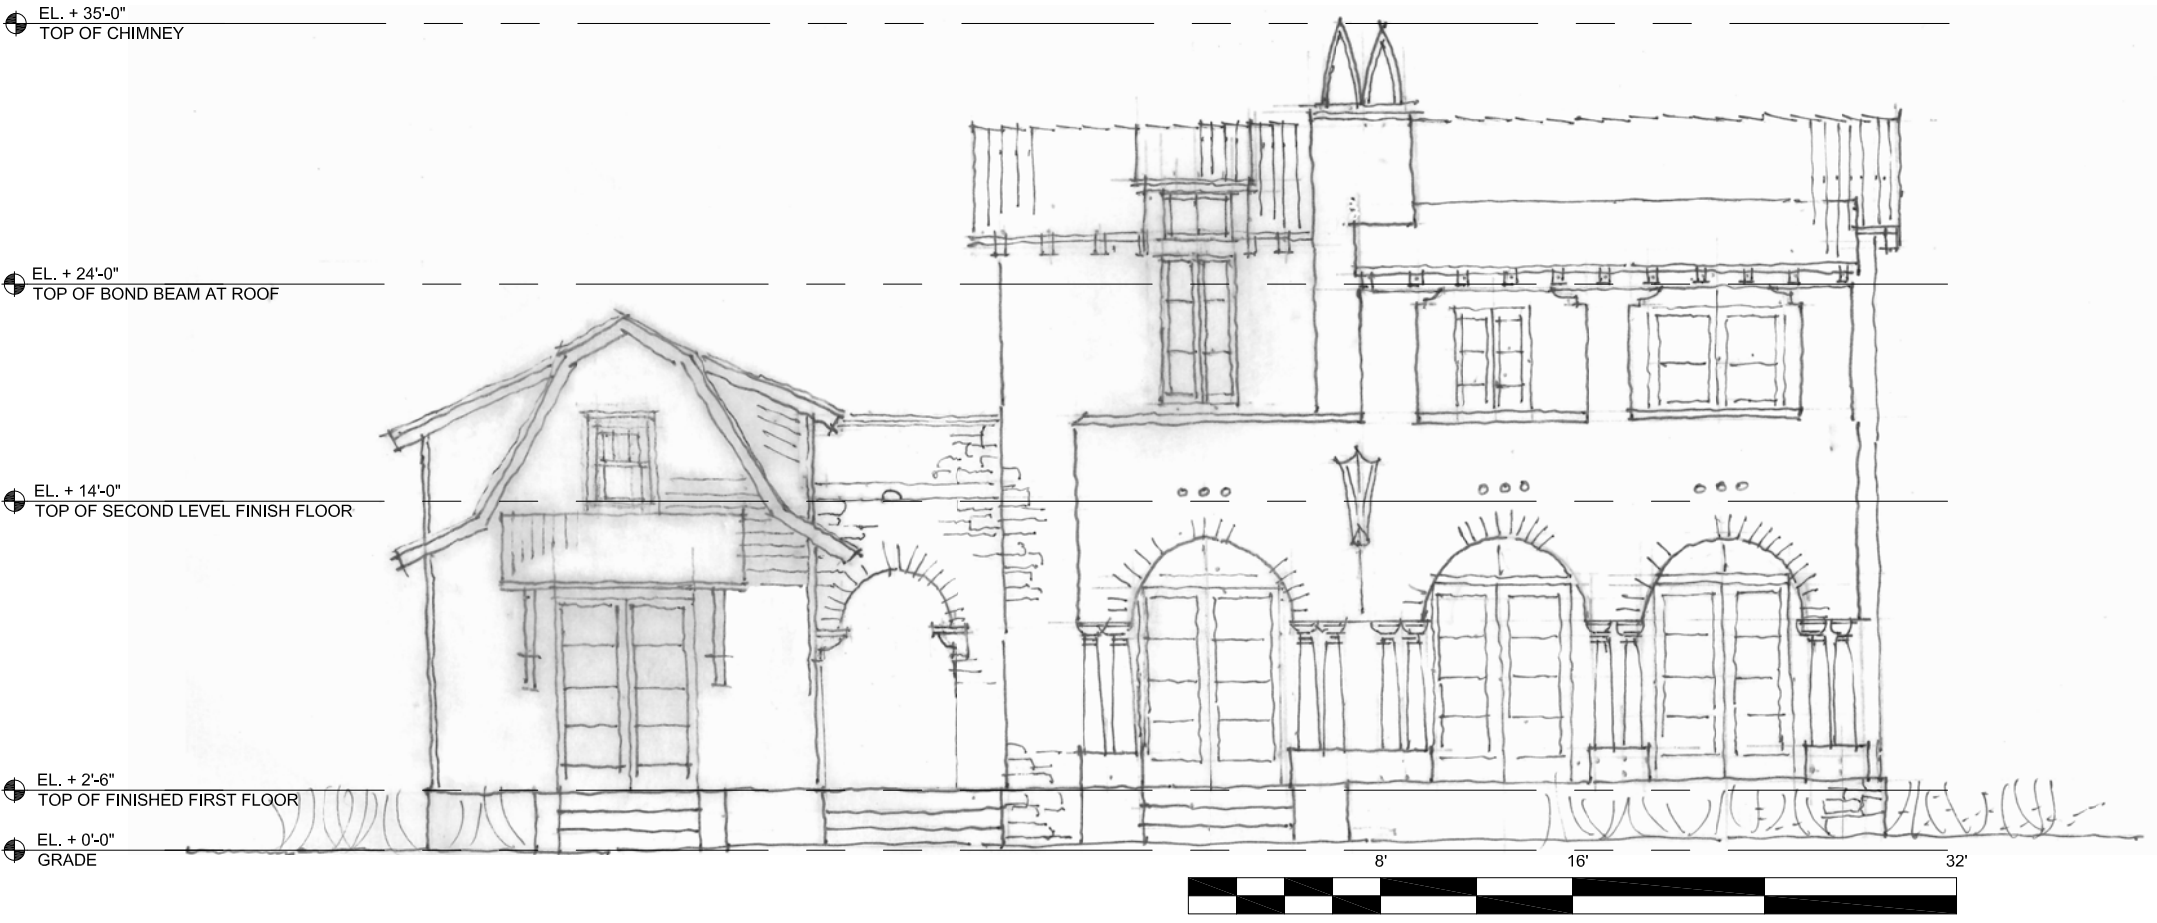 EL. + 35'-0"
TOP OF CHIMNEY
EL. + 24'-0"
TOP OF BOND BEAM AT ROOF
EL. + 14'-0"
TOP OF SECOND LEVEL FINISH FLOOR
EL. + 2'-6"
TOP OF FINISHED FIRST FLOOR
EL. + 0'-0"
GRADE
8' 16' 32'